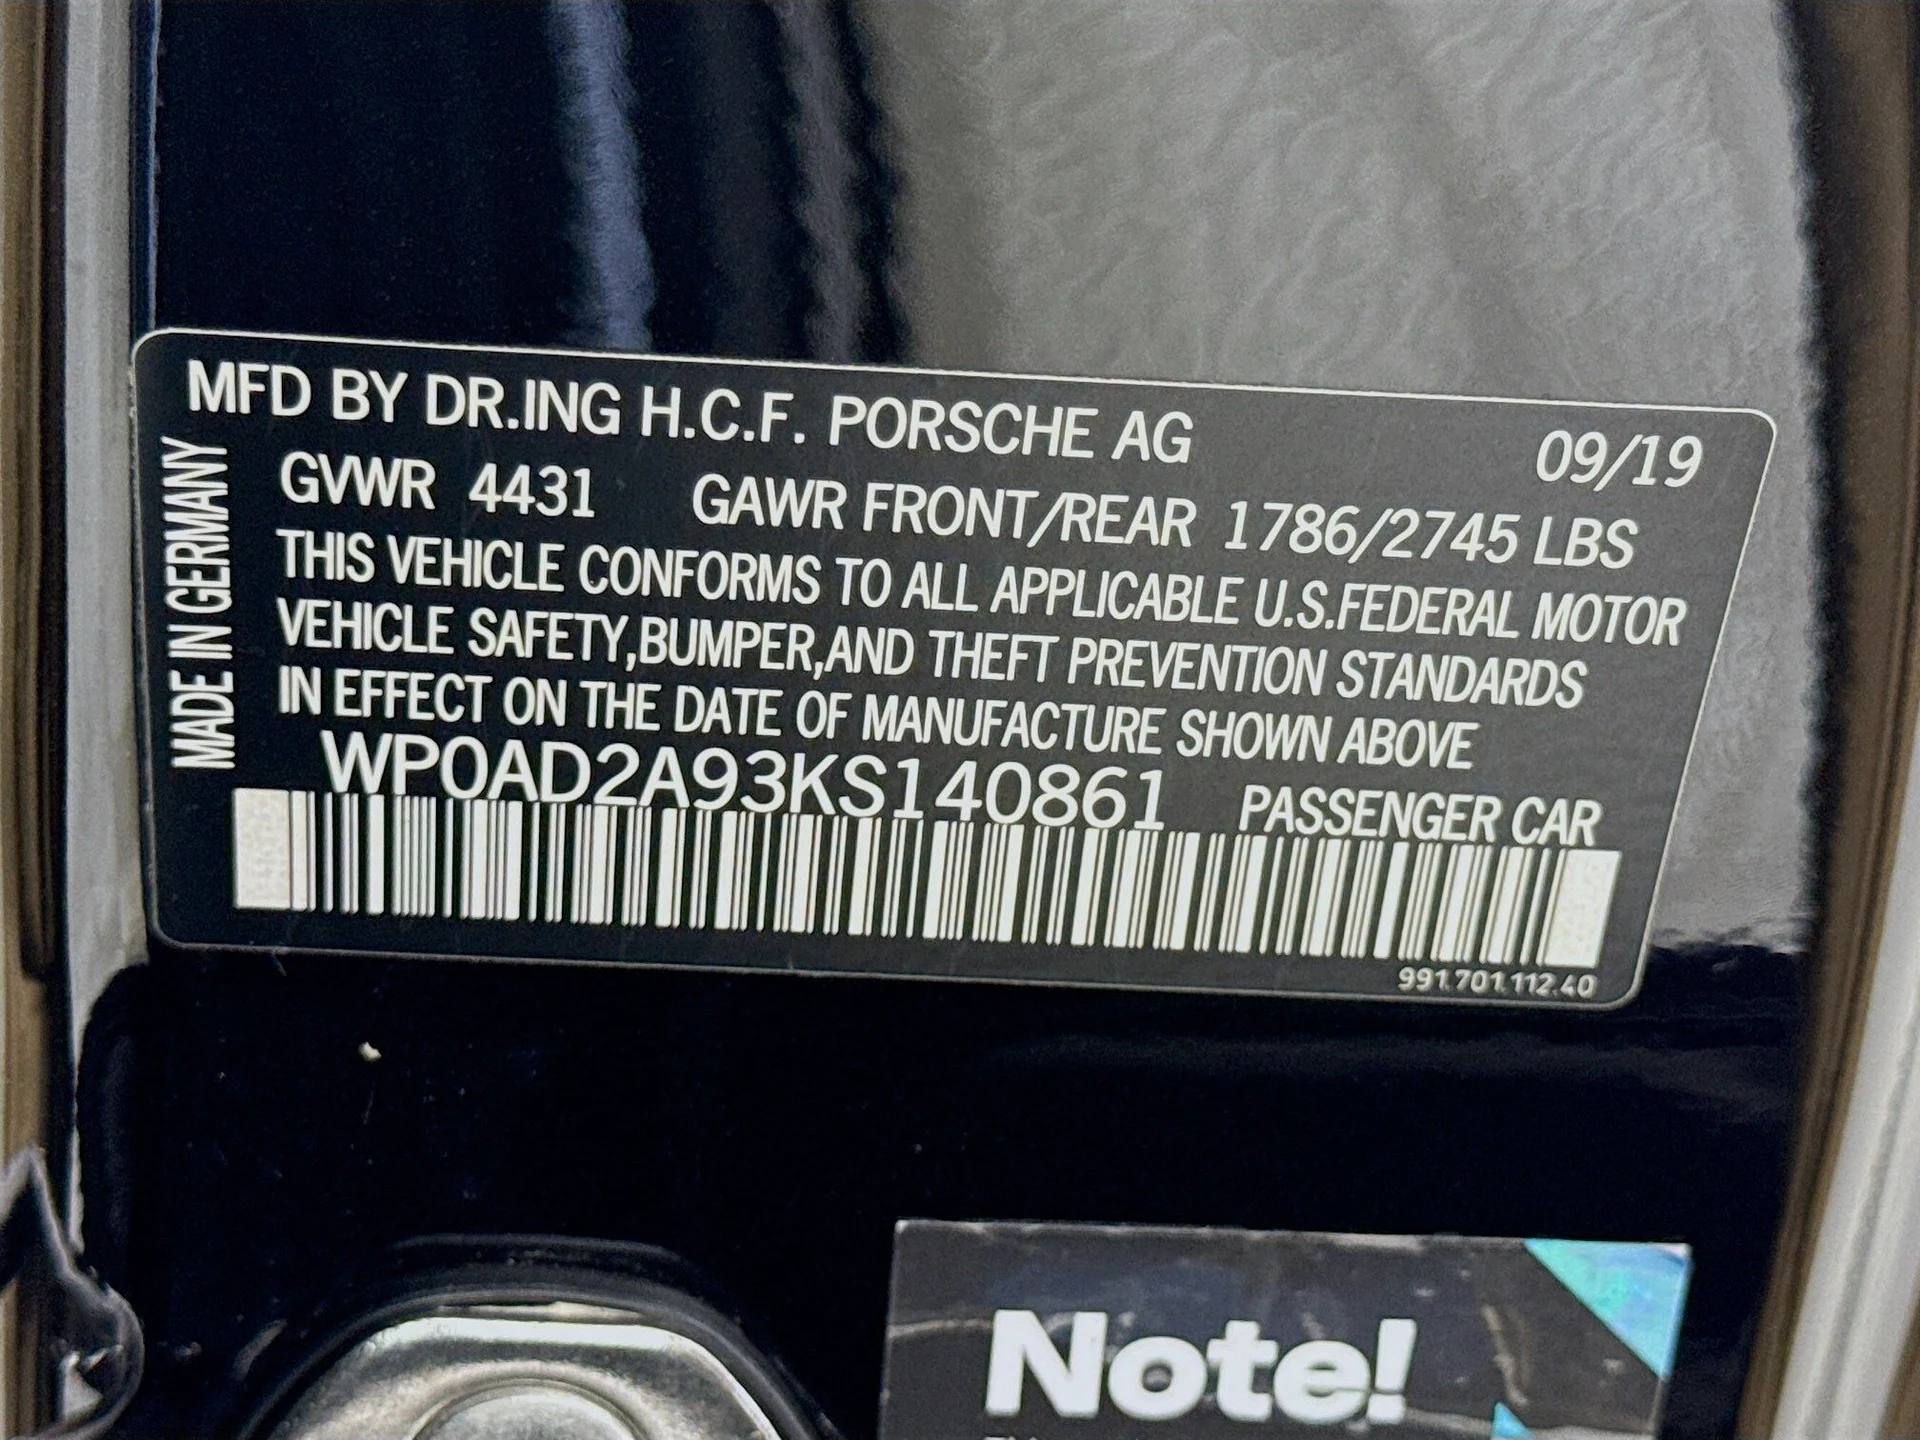 MFD BY DR.ING H.C.F. PORSCHE AG 09/19
MADE IN GERMANY
GVWR 4431 GAWR FRONT/REAR 1786/2745 LBS
THIS VEHICLE CONFORMS TO ALL APPLICABLE U.S.FEDERAL MOTOR
VEHICLE SAFETY,BUMPER,AND THEFT PREVENTION STANDARDS
IN EFFECT ON THE DATE OF MANUFACTURE SHOWN ABOVE
WP0AD2A93KS140861 PASSENGER CAR
991.701.112.40
Note!